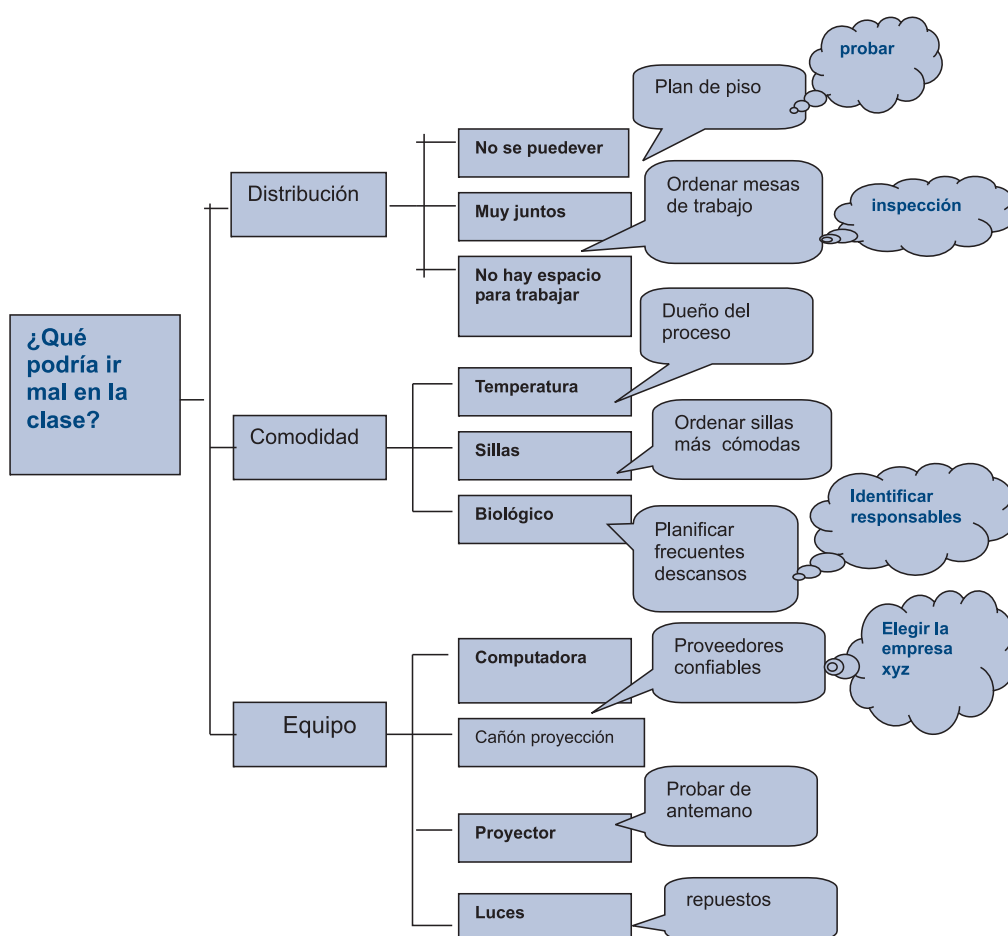 probar
Plan de piso
No se puedever
Ordenar mesas
de trabajo
Distribución
Muy juntos
inspección
No hay espacio
para trabajar
Dueño del
proceso
¿Qué
podría ir
mal en la
clase?
Temperatura
Ordenar sillas
más cómodas
Comodidad
Sillas
Identificar
responsables
Biológico
Planificar
frecuentes
descansos
Elegir la
empresa
xyz
Proveedores
confiables
Computadora
Equipo
Cañón proyección
Probar de
antemano
Proyector
repuestos
Luces